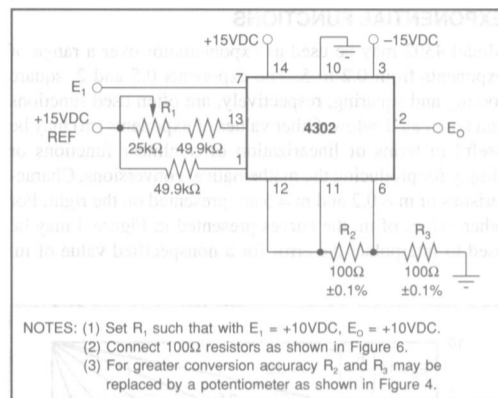 EXPONENTIAL FUNCTIONS
+15VDC
–15VDC
14
10
3
E1
7
R1
+15VDC
REF
13
4302
2
EO
25kΩ
49.9kΩ
1
49.9kΩ
12
11
6
R2
R3
100Ω
100Ω
±0.1%
±0.1%
NOTES: (1) Set R1 such that with E1 = +10VDC, EO = +10VDC.
(2) Connect 100Ω resistors as shown in Figure 6.
(3) For greater conversion accuracy R2 and R3 may be
replaced by a potentiometer as shown in Figure 4.